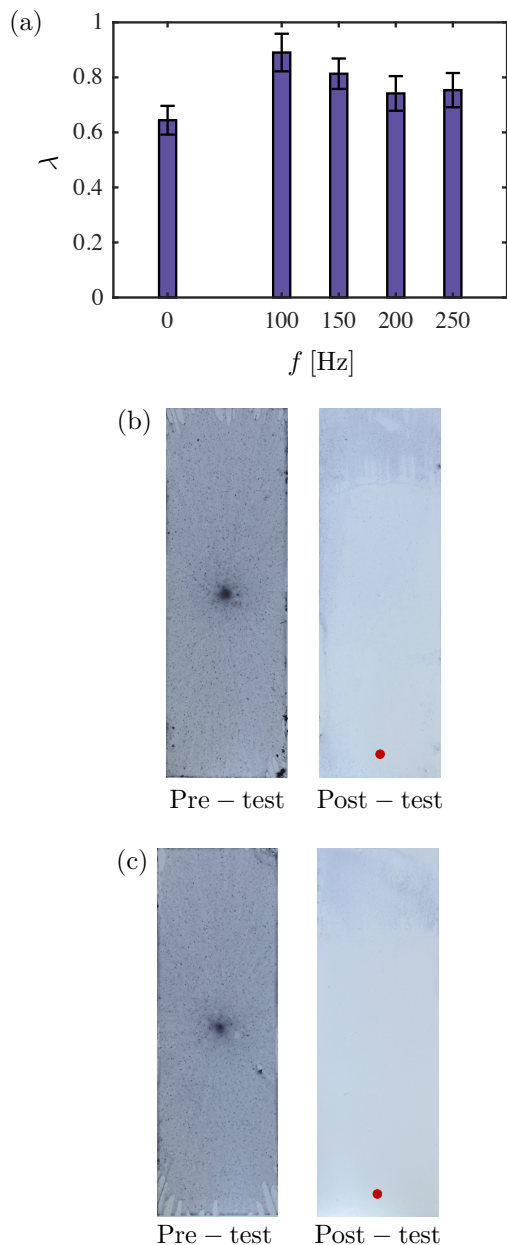 (a)
1
0.8
0.6
0.4
0.2
0
λ
0 100 150 200 250
f [Hz]
(b)
Pre – test Post – test
(c)
Pre – test Post – test